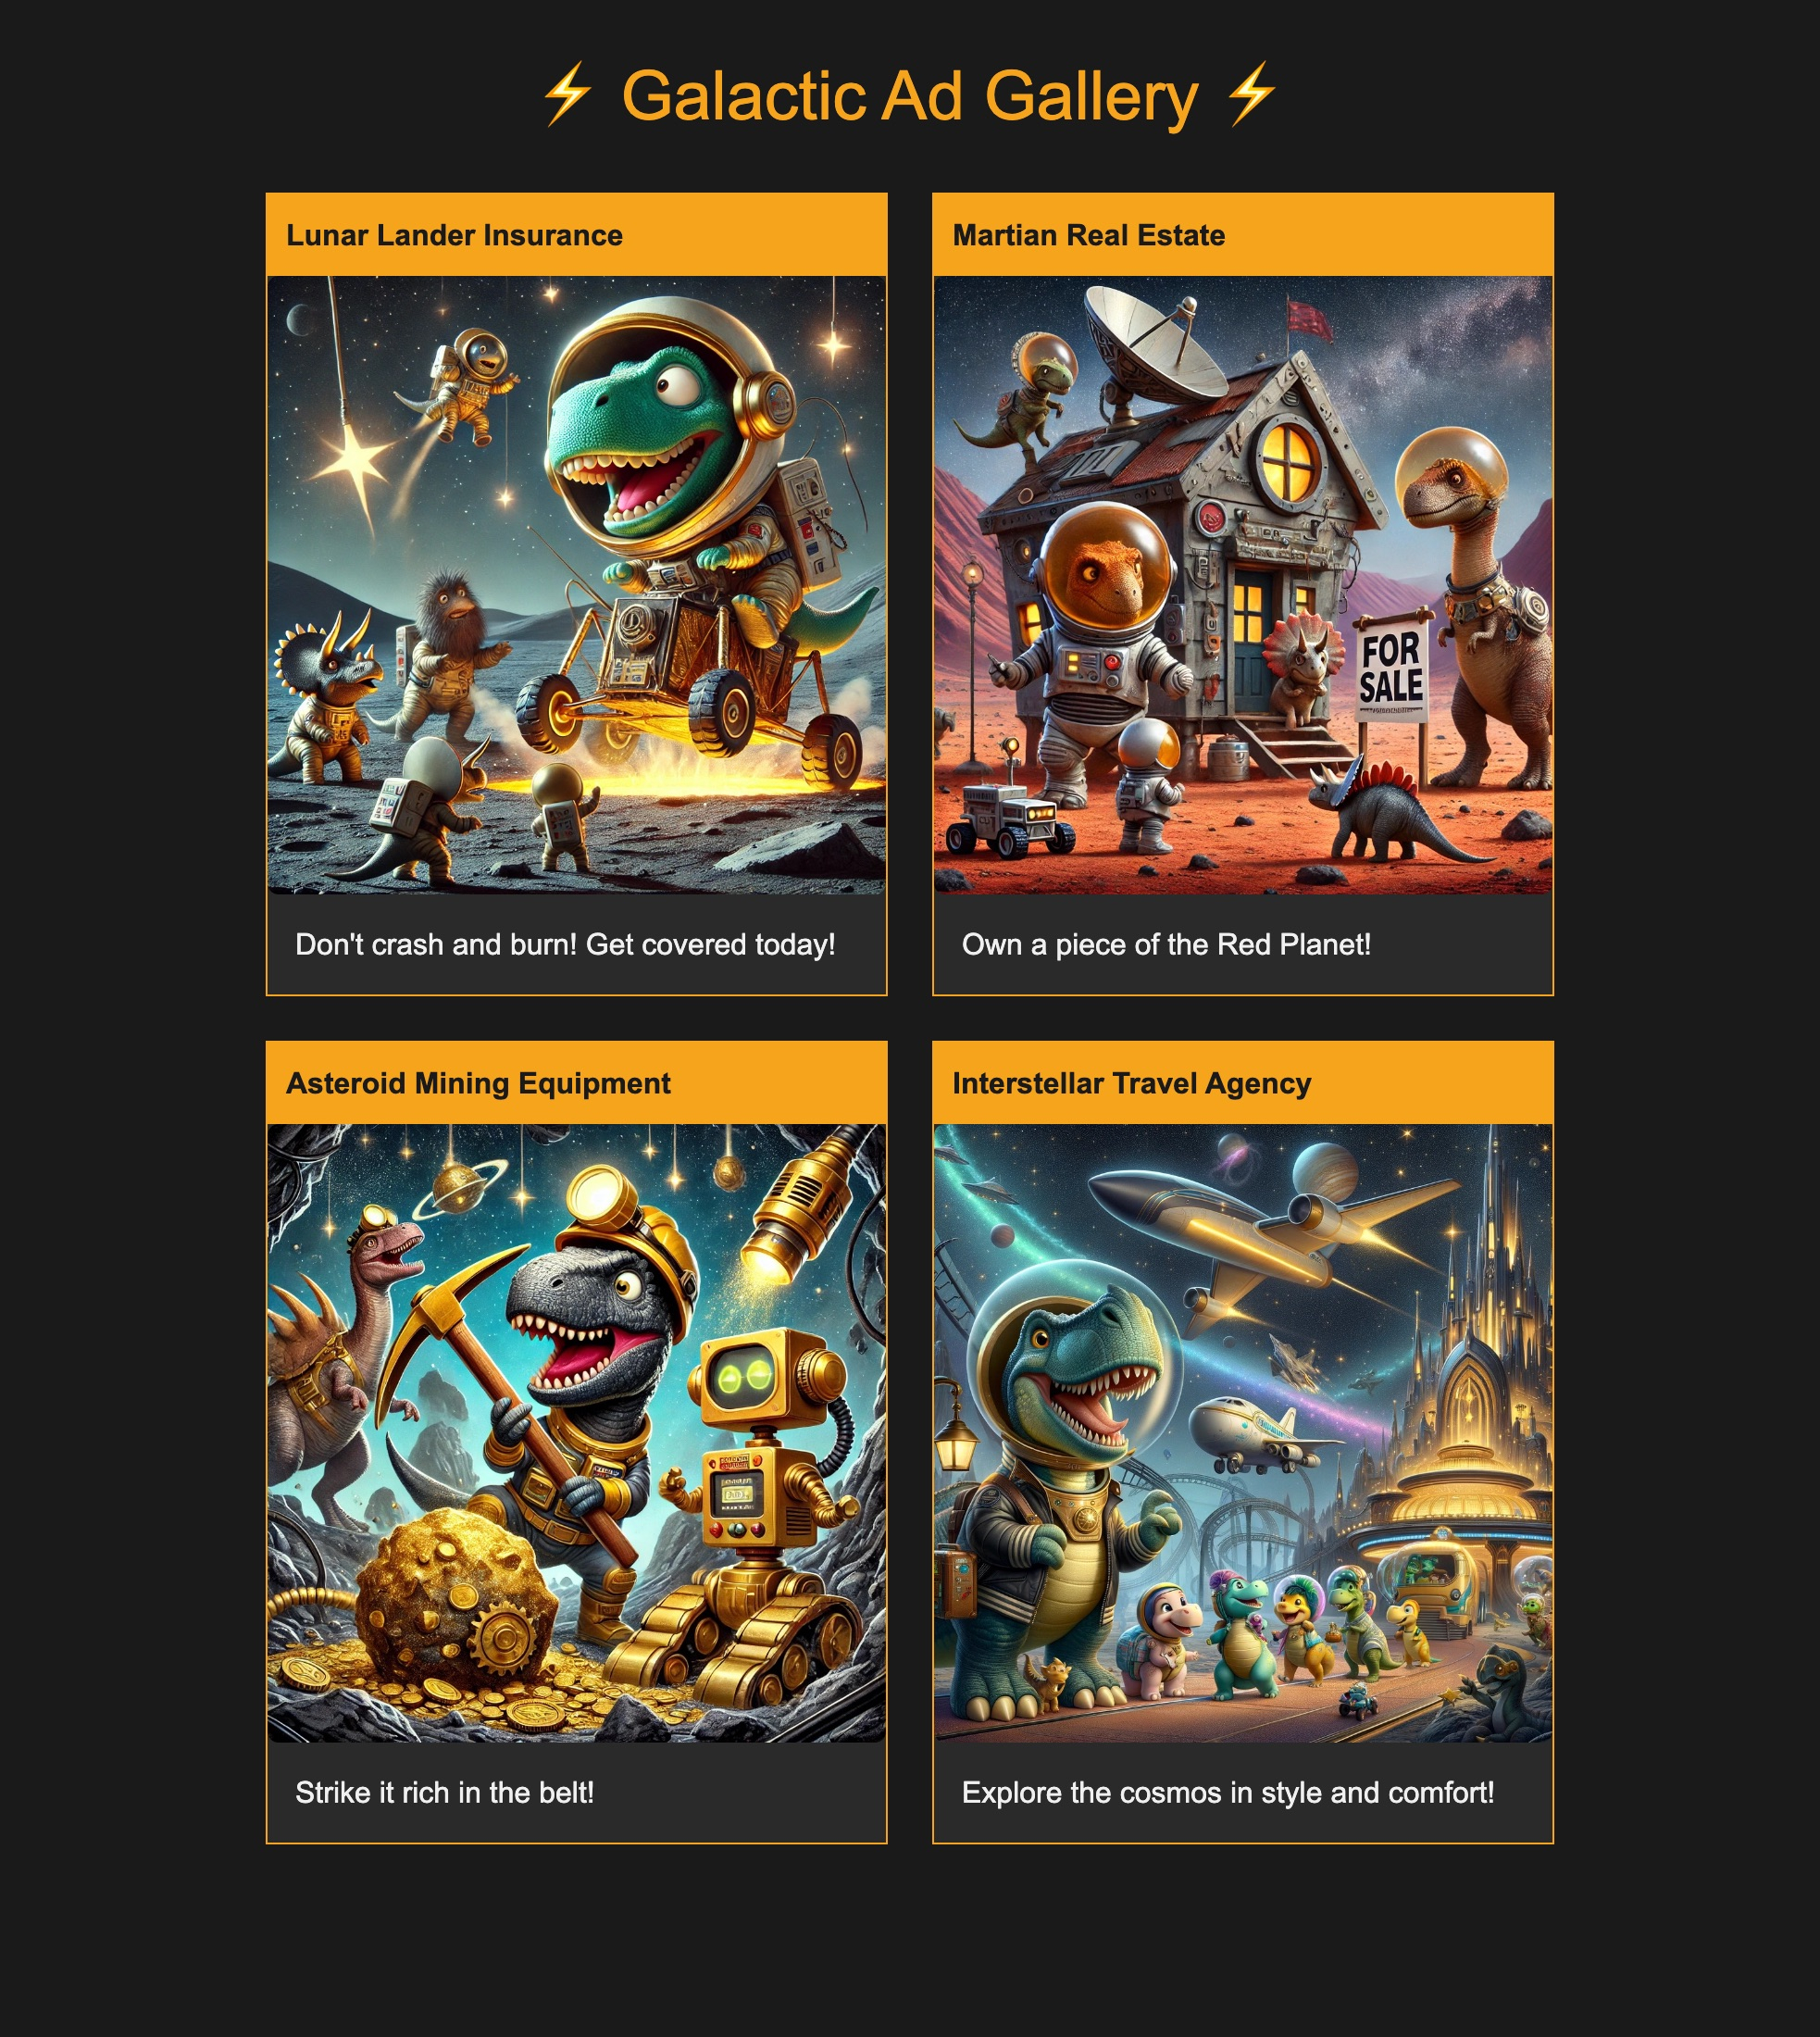 ⚡ Galactic Ad Gallery ⚡
Lunar Lander Insurance
Martian Real Estate
FOR
SALE
Don't crash and burn! Get covered today!
Own a piece of the Red Planet!
Asteroid Mining Equipment
Interstellar Travel Agency
Strike it rich in the belt!
Explore the cosmos in style and comfort!